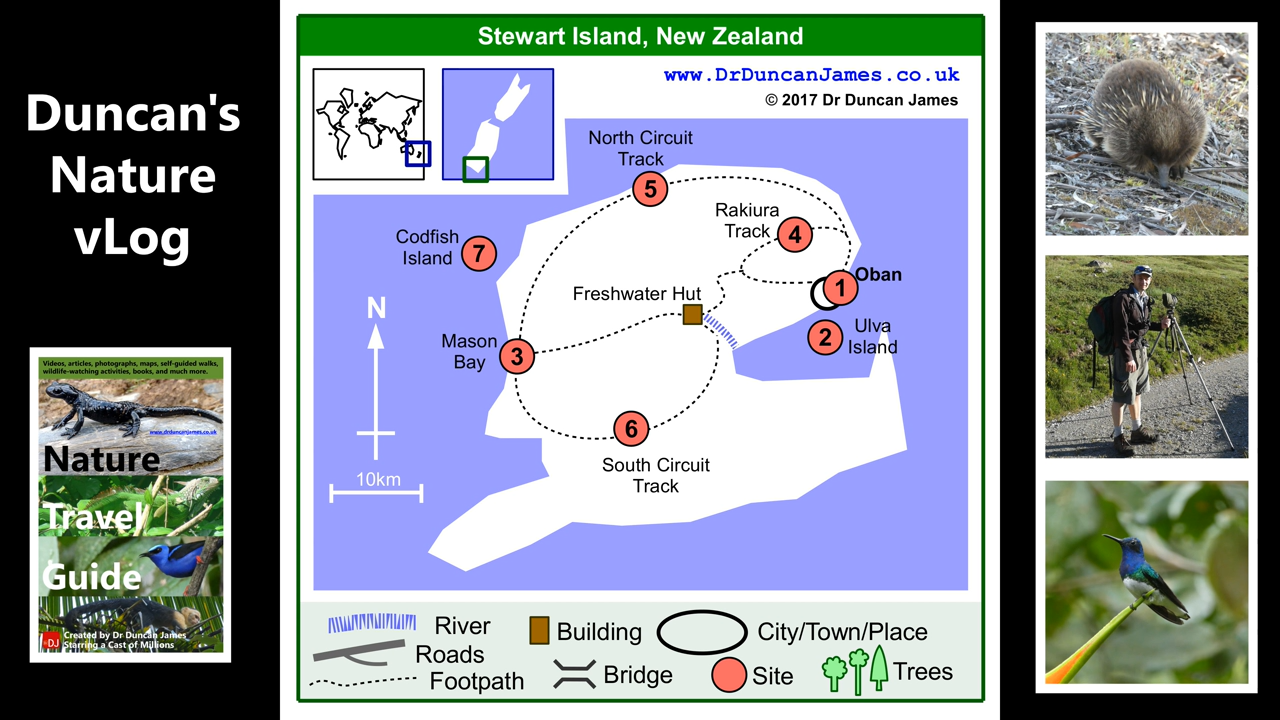 Duncan's
Nature
vLog
Videos, articles, photographs, maps, self-guided walks,
wildlife-watching activities, books, and much more.
www.drduncanjames.co.uk
Nature
Travel
Guide
DJ
Created by Dr Duncan James
Starring a Cast of Millions
Stewart Island, New Zealand
www.DrDuncanJames.co.uk
© 2017 Dr Duncan James
North Circuit
Track
5
Rakiura
Track
4
Codfish
Island
7
Oban
1
Freshwater Hut
N
2
Ulva
Island
Mason
Bay
3
6
South Circuit
Track
10km
River
Building
City/Town/Place
Roads
Footpath
Bridge
Site
Trees